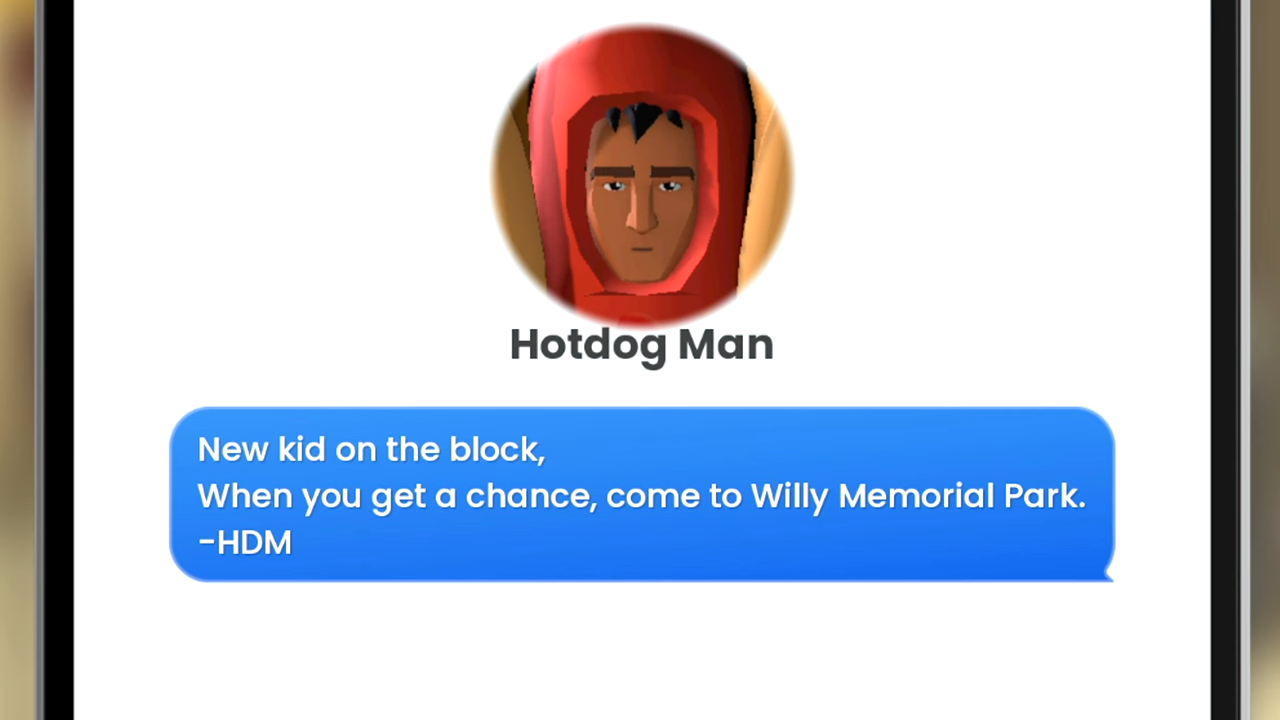 Hotdog Man
New kid on the block,
When you get a chance, come to Willy Memorial Park.
-HDM